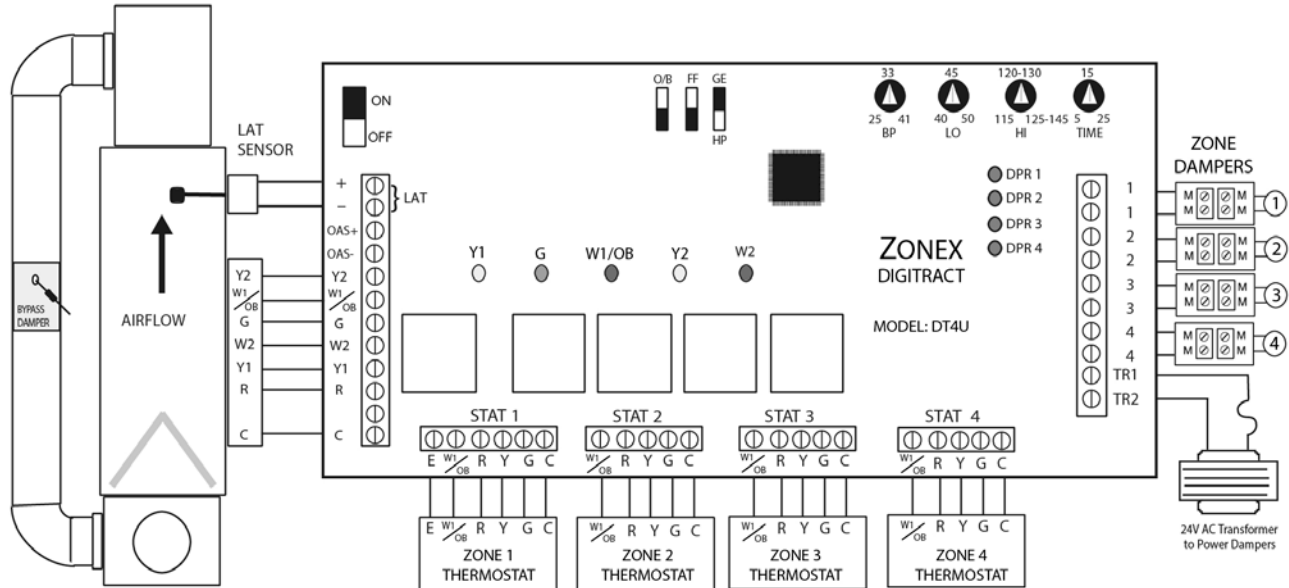 ON
OFF
LAT
SENSOR
+
−
} LAT
OAS+
OAS-
Y2 Y2
W1/OB W1/OB
G G
W2 W2
Y1 Y1
R R
C C
BYPASS
DAMPER
AIRFLOW
O/B FF GE
HP
33 45 120-130 15
25 41 40 50 115 125-145 5 25
BP LO HI TIME
DPR 1
DPR 2
DPR 3
DPR 4
Y1 G W1/OB Y2 W2
ZONEX
DIGITRACT
MODEL: DT4U
ZONE
DAMPERS
1 M M 1
1 M M
2 M M 2
2 M M
3 M M 3
3 M M
4 M M 4
4 M M
TR1
TR2
24V AC Transformer
to Power Dampers
STAT 1 STAT 2 STAT 3 STAT 4
E W1/OB R Y G C W1/OB R Y G C W1/OB R Y G C W1/OB R Y G C
E W1/OB R Y G C W1/OB R Y G C W1/OB R Y G C W1/OB R Y G C
ZONE 1 ZONE 2 ZONE 3 ZONE 4
THERMOSTAT THERMOSTAT THERMOSTAT THERMOSTAT